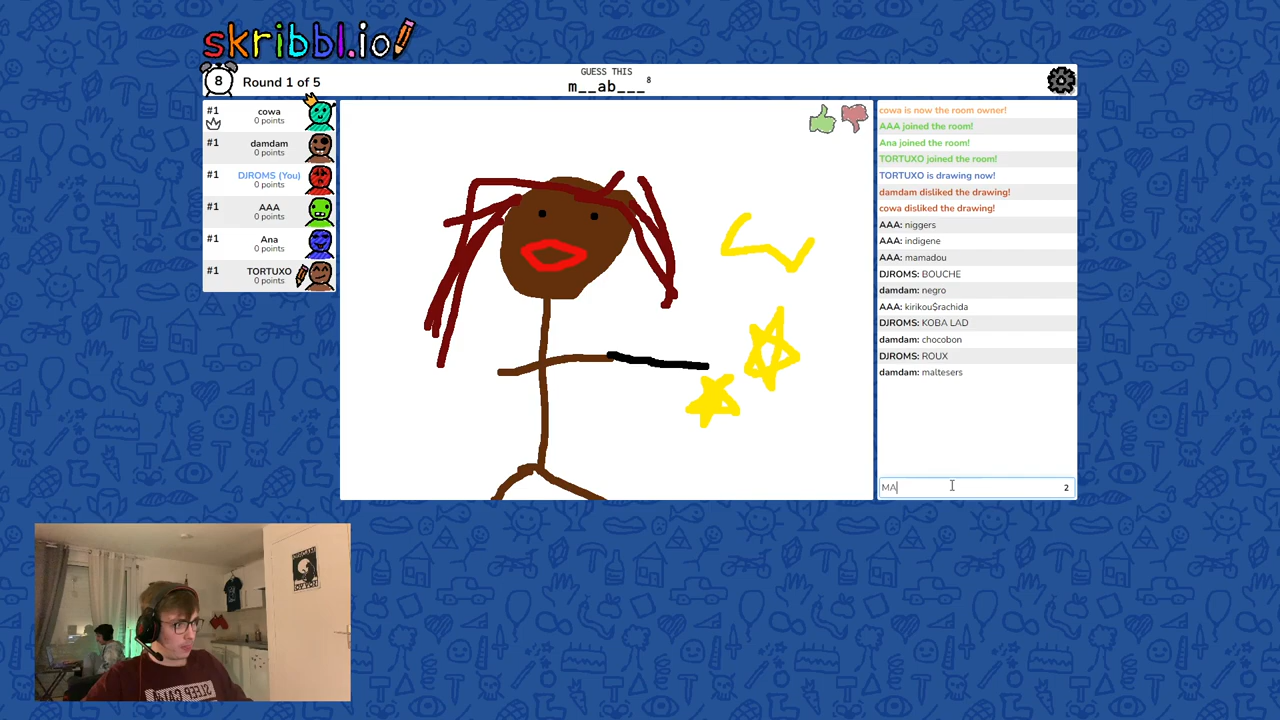 skribbl.io
8
Round 1 of 5
GUESS THIS
m__ab___ 8
#1
cowa
0 points
#1
damdam
0 points
#1
DJROMS (You)
0 points
#1
AAA
0 points
#1
Ana
0 points
#1
TORTUXO
0 points
cowa is now the room owner!
AAA joined the room!
Ana joined the room!
TORTUXO joined the room!
TORTUXO is drawing now!
damdam disliked the drawing!
cowa disliked the drawing!
AAA: niggers
AAA: indigene
AAA: mamadou
DJROMS: BOUCHE
damdam: negro
AAA: kirikou$rachida
DJROMS: KOBA LAD
damdam: chocobon
DJROMS: ROUX
damdam: maltesers
MA
2